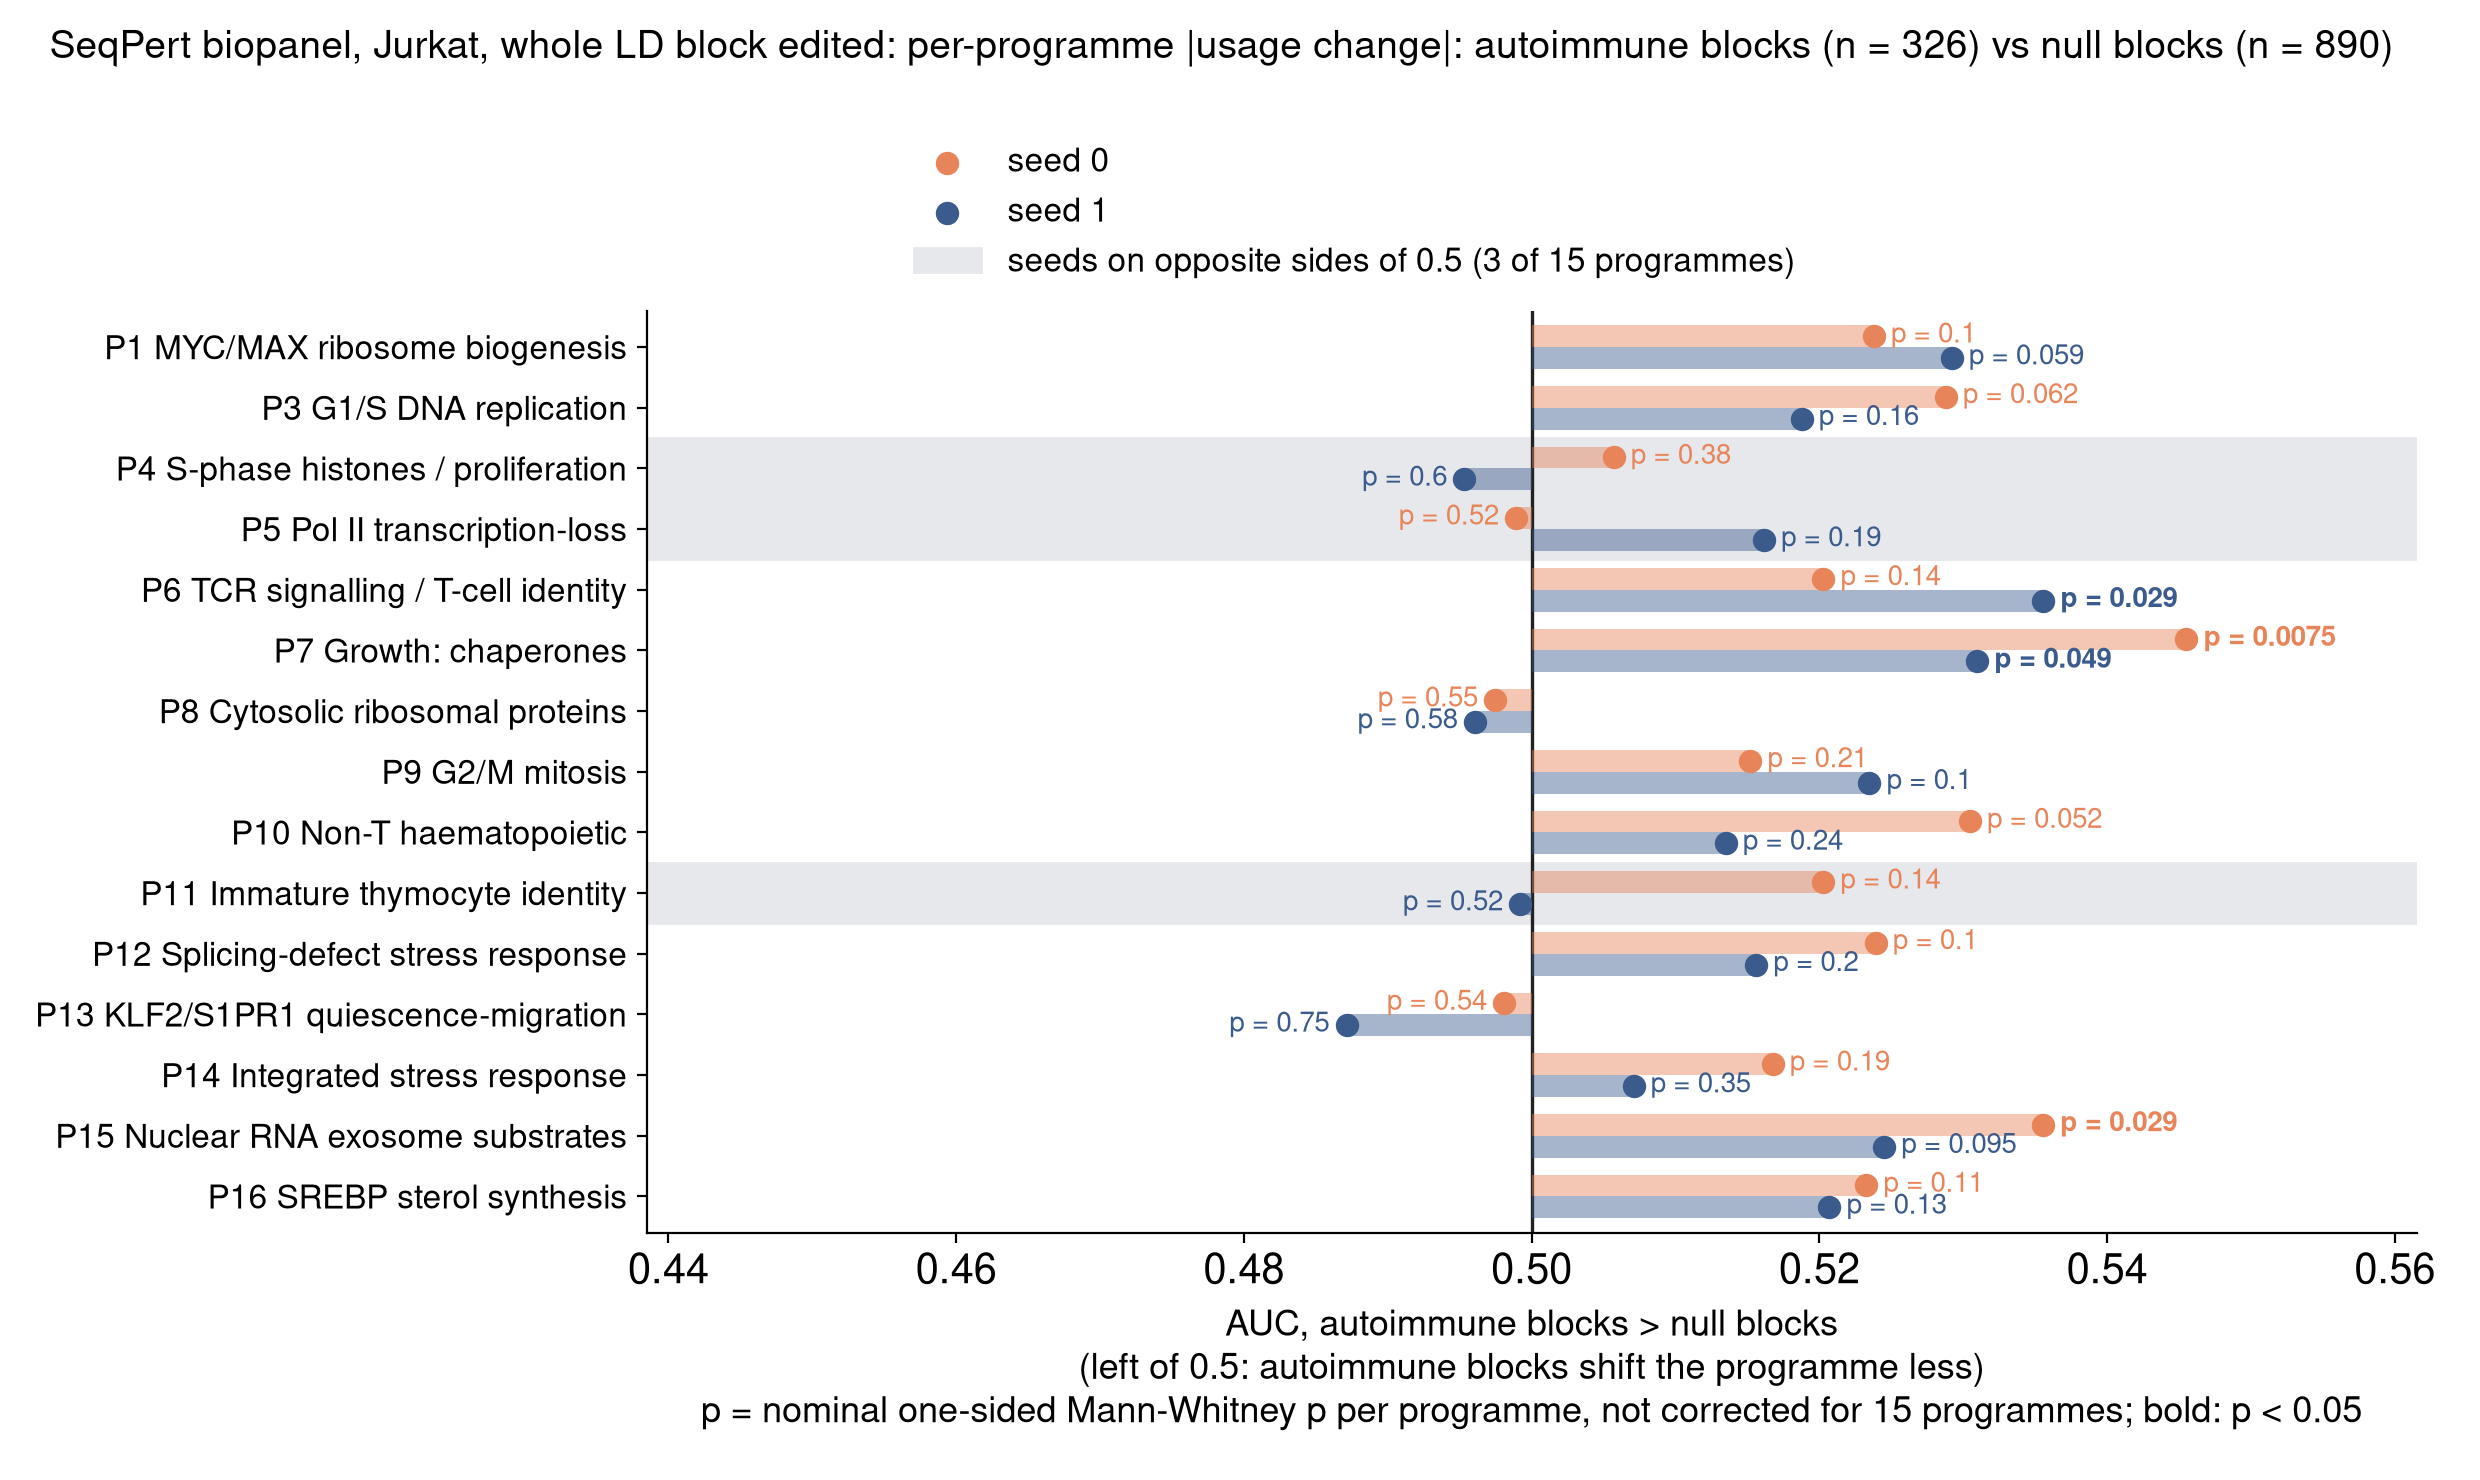 SeqPert biopanel, Jurkat, whole LD block edited: per-programme |usage change|: autoimmune blocks (n = 326) vs null blocks (n = 890)
seed 0
seed 1
seeds on opposite sides of 0.5 (3 of 15 programmes)
P1 MYC/MAX ribosome biogenesis
p = 0.1
p = 0.059
P3 G1/S DNA replication
p = 0.062
p = 0.16
P4 S-phase histones / proliferation
p = 0.38
p = 0.6
P5 Pol II transcription-loss
p = 0.52
p = 0.19
P6 TCR signalling / T-cell identity
p = 0.14
p = 0.029
P7 Growth: chaperones
p = 0.0075
p = 0.049
P8 Cytosolic ribosomal proteins
p = 0.55
p = 0.58
P9 G2/M mitosis
p = 0.21
p = 0.1
P10 Non-T haematopoietic
p = 0.052
p = 0.24
P11 Immature thymocyte identity
p = 0.14
p = 0.52
P12 Splicing-defect stress response
p = 0.1
p = 0.2
P13 KLF2/S1PR1 quiescence-migration
p = 0.54
p = 0.75
P14 Integrated stress response
p = 0.19
p = 0.35
P15 Nuclear RNA exosome substrates
p = 0.029
p = 0.095
P16 SREBP sterol synthesis
p = 0.11
p = 0.13
0.44 0.46 0.48 0.50 0.52 0.54 0.56
AUC, autoimmune blocks > null blocks
(left of 0.5: autoimmune blocks shift the programme less)
p = nominal one-sided Mann-Whitney p per programme, not corrected for 15 programmes; bold: p < 0.05